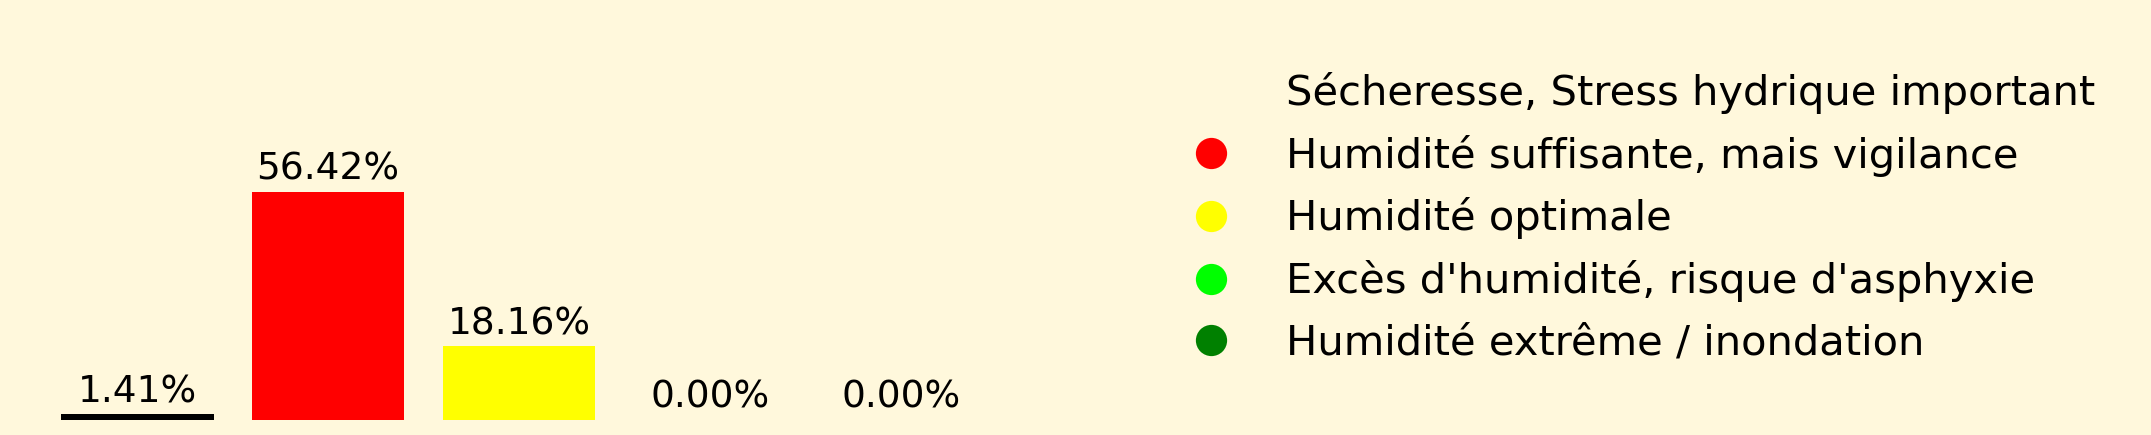 56.42%
18.16%
1.41%
0.00%
0.00%
Sécheresse, Stress hydrique important
Humidité suffisante, mais vigilance
Humidité optimale
Excès d'humidité, risque d'asphyxie
Humidité extrême / inondation